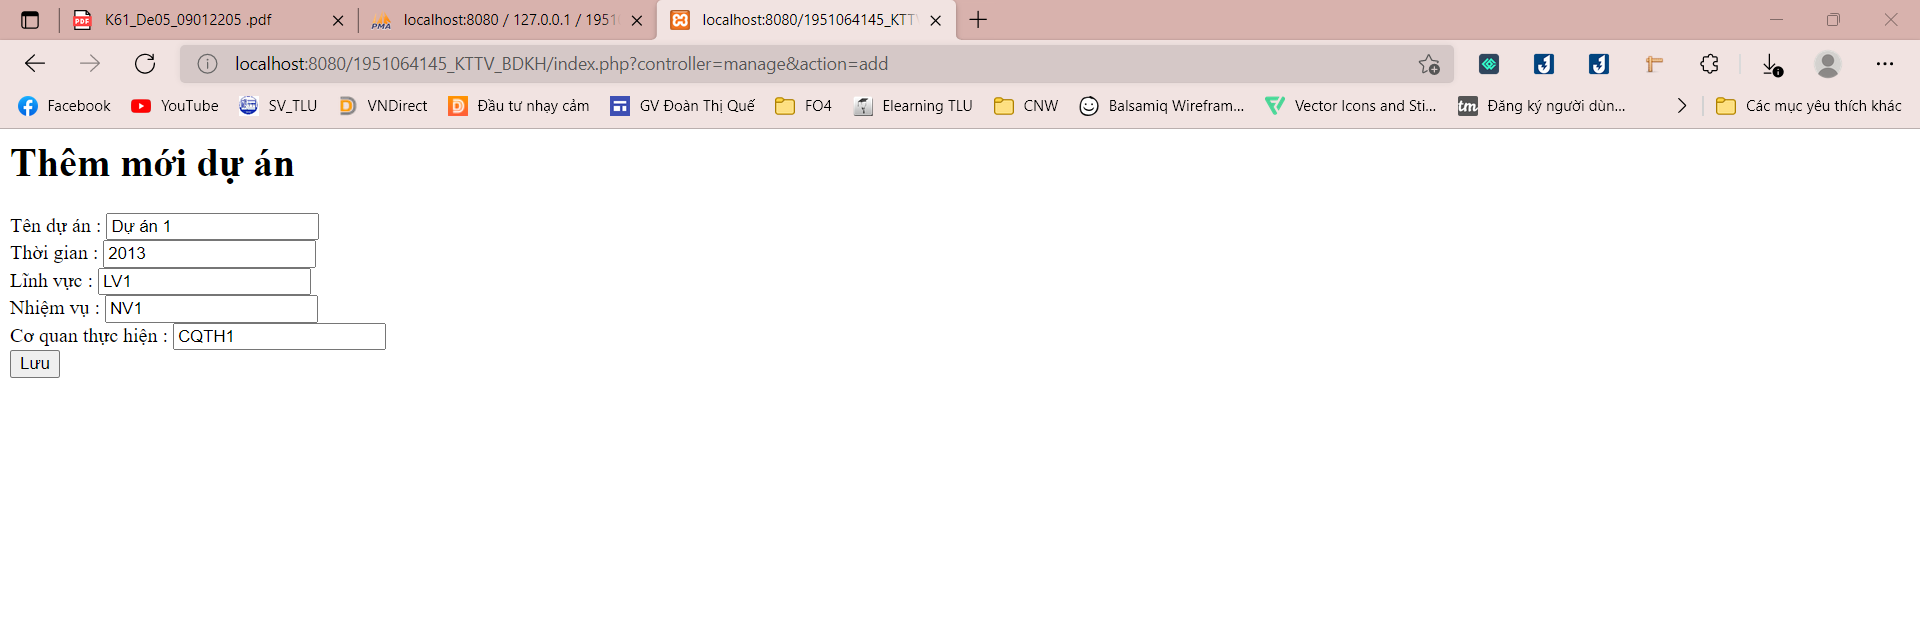 K61_De05_09012205 .pdf
localhost:8080 / 127.0.0.1 / 1951
localhost:8080/1951064145_KTTV
localhost:8080/1951064145_KTTV_BDKH/index.php?controller=manage&action=add
Facebook YouTube SV_TLU VNDirect Đầu tư nhạy cảm GV Đoàn Thị Quế FO4 Elearning TLU CNW Balsamiq Wirefram... Vector Icons and Sti... tm Đăng ký người dùn... Các mục yêu thích khác
Thêm mới dự án
Tên dự án : Dự án 1
Thời gian : 2013
Lĩnh vực : LV1
Nhiệm vụ : NV1
Cơ quan thực hiện : CQTH1
Lưu